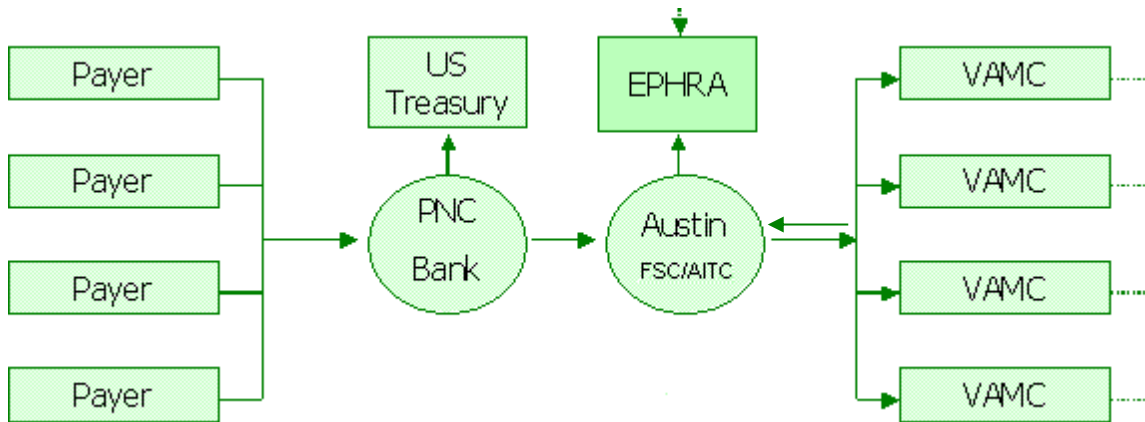 Payer
Payer
Payer
Payer
US
Treasury
PNC
Bank
EPHRA
Austin
FSC/AITC
VAMC
VAMC
VAMC
VAMC